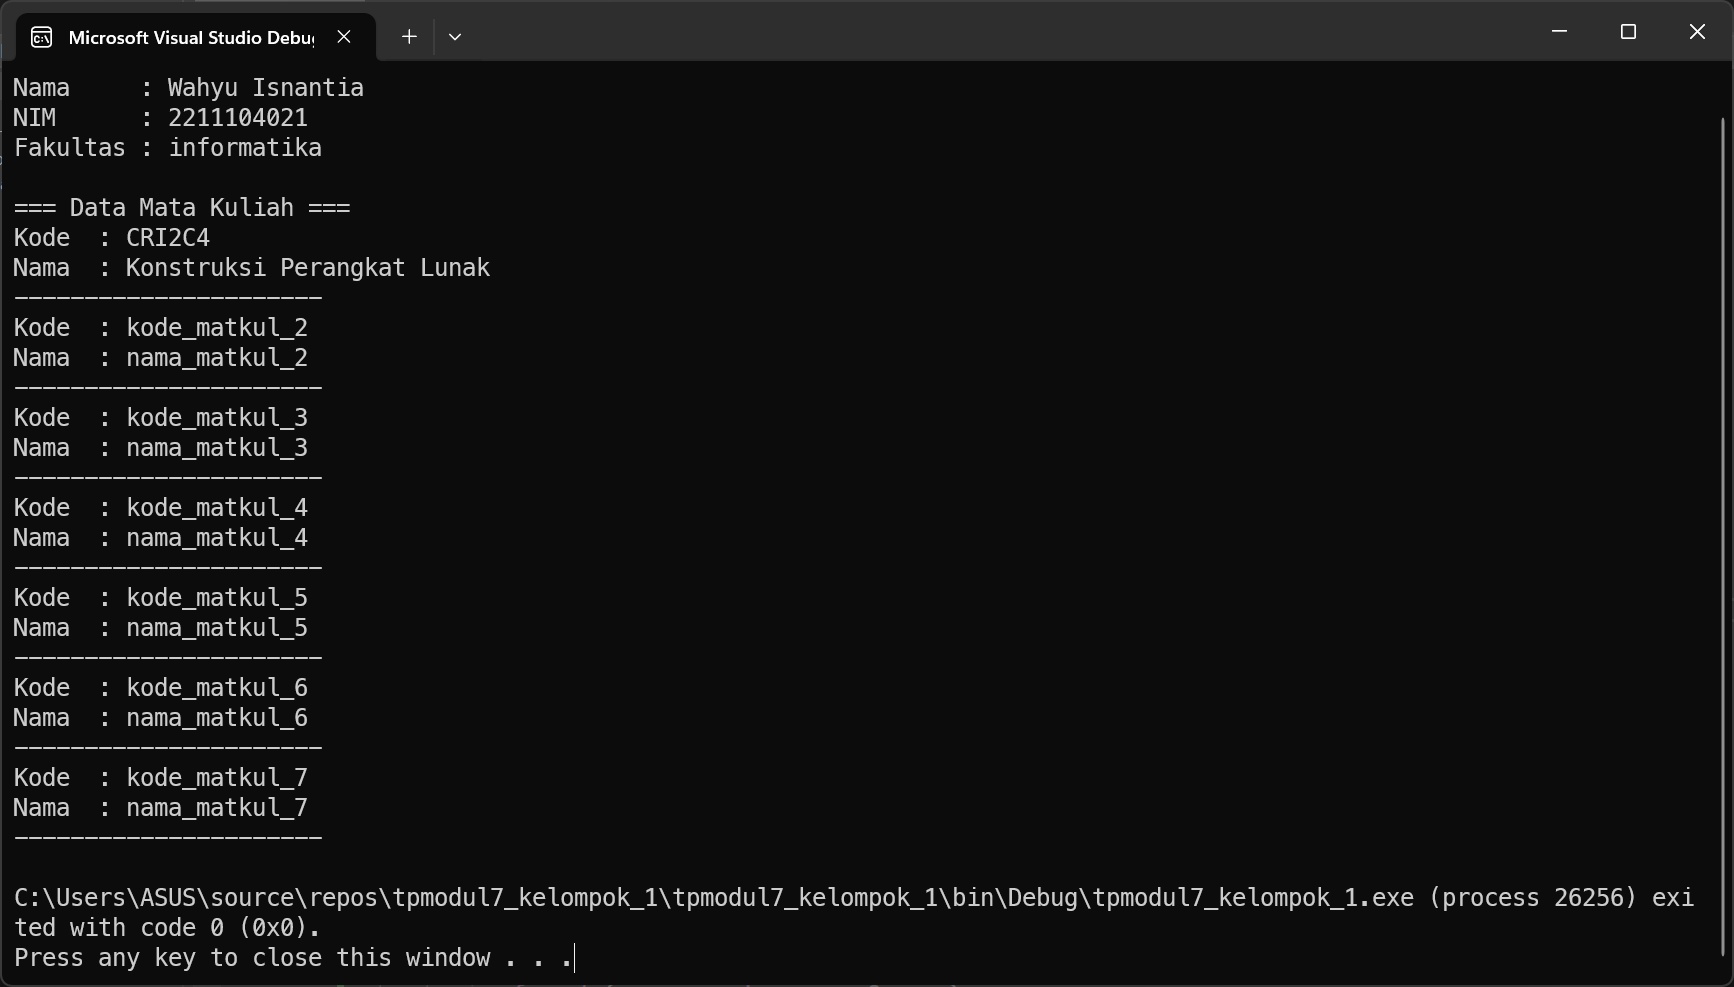 Microsoft Visual Studio Debug
Nama     : Wahyu Isnantia
NIM      : 2211104021
Fakultas : informatika
=== Data Mata Kuliah ===
Kode  : CRI2C4
Nama  : Konstruksi Perangkat Lunak
----------------------
Kode  : kode_matkul_2
Nama  : nama_matkul_2
----------------------
Kode  : kode_matkul_3
Nama  : nama_matkul_3
----------------------
Kode  : kode_matkul_4
Nama  : nama_matkul_4
----------------------
Kode  : kode_matkul_5
Nama  : nama_matkul_5
----------------------
Kode  : kode_matkul_6
Nama  : nama_matkul_6
----------------------
Kode  : kode_matkul_7
Nama  : nama_matkul_7
----------------------
C:\Users\ASUS\source\repos\tpmodul7_kelompok_1\tpmodul7_kelompok_1\bin\Debug\tpmodul7_kelompok_1.exe (process 26256) exi
ted with code 0 (0x0).
Press any key to close this window . . .